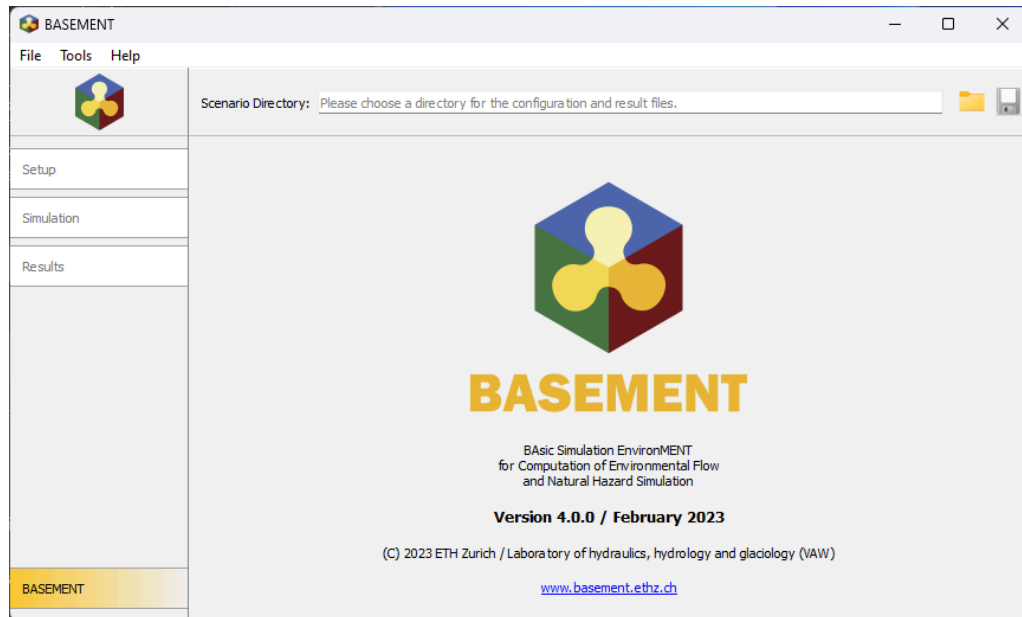 BASEMENT
File Tools Help
Scenario Directory: Please choose a directory for the configuration and result files.
Setup
Simulation
Results
BASEMENT
BAsic Simulation EnvironMENT
for Computation of Environmental Flow
and Natural Hazard Simulation
Version 4.0.0 / February 2023
(C) 2023 ETH Zurich / Laboratory of hydraulics, hydrology and glaciology (VAW)
www.basement.ethz.ch
BASEMENT